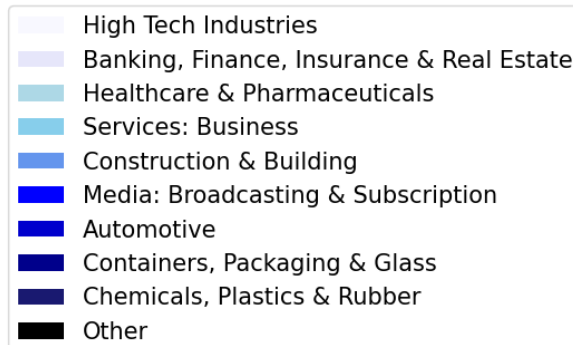 High Tech Industries
Banking, Finance, Insurance & Real Estate
Healthcare & Pharmaceuticals
Services: Business
Construction & Building
Media: Broadcasting & Subscription
Automotive
Containers, Packaging & Glass
Chemicals, Plastics & Rubber
Other